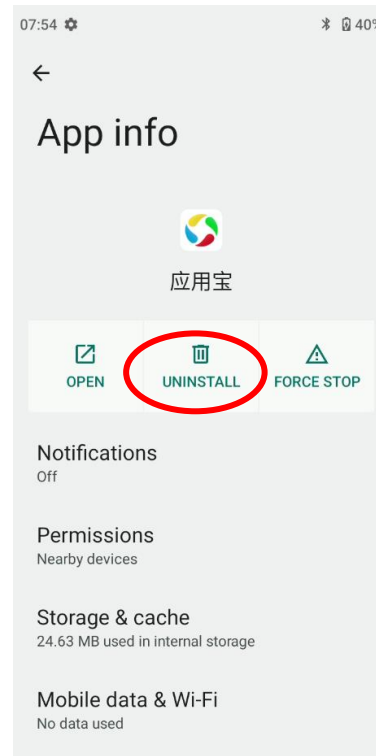 07:54 40%
App info
应用宝
OPEN UNINSTALL FORCE STOP
Notifications
Off
Permissions
Nearby devices
Storage & cache
24.63 MB used in internal storage
Mobile data & Wi-Fi
No data used